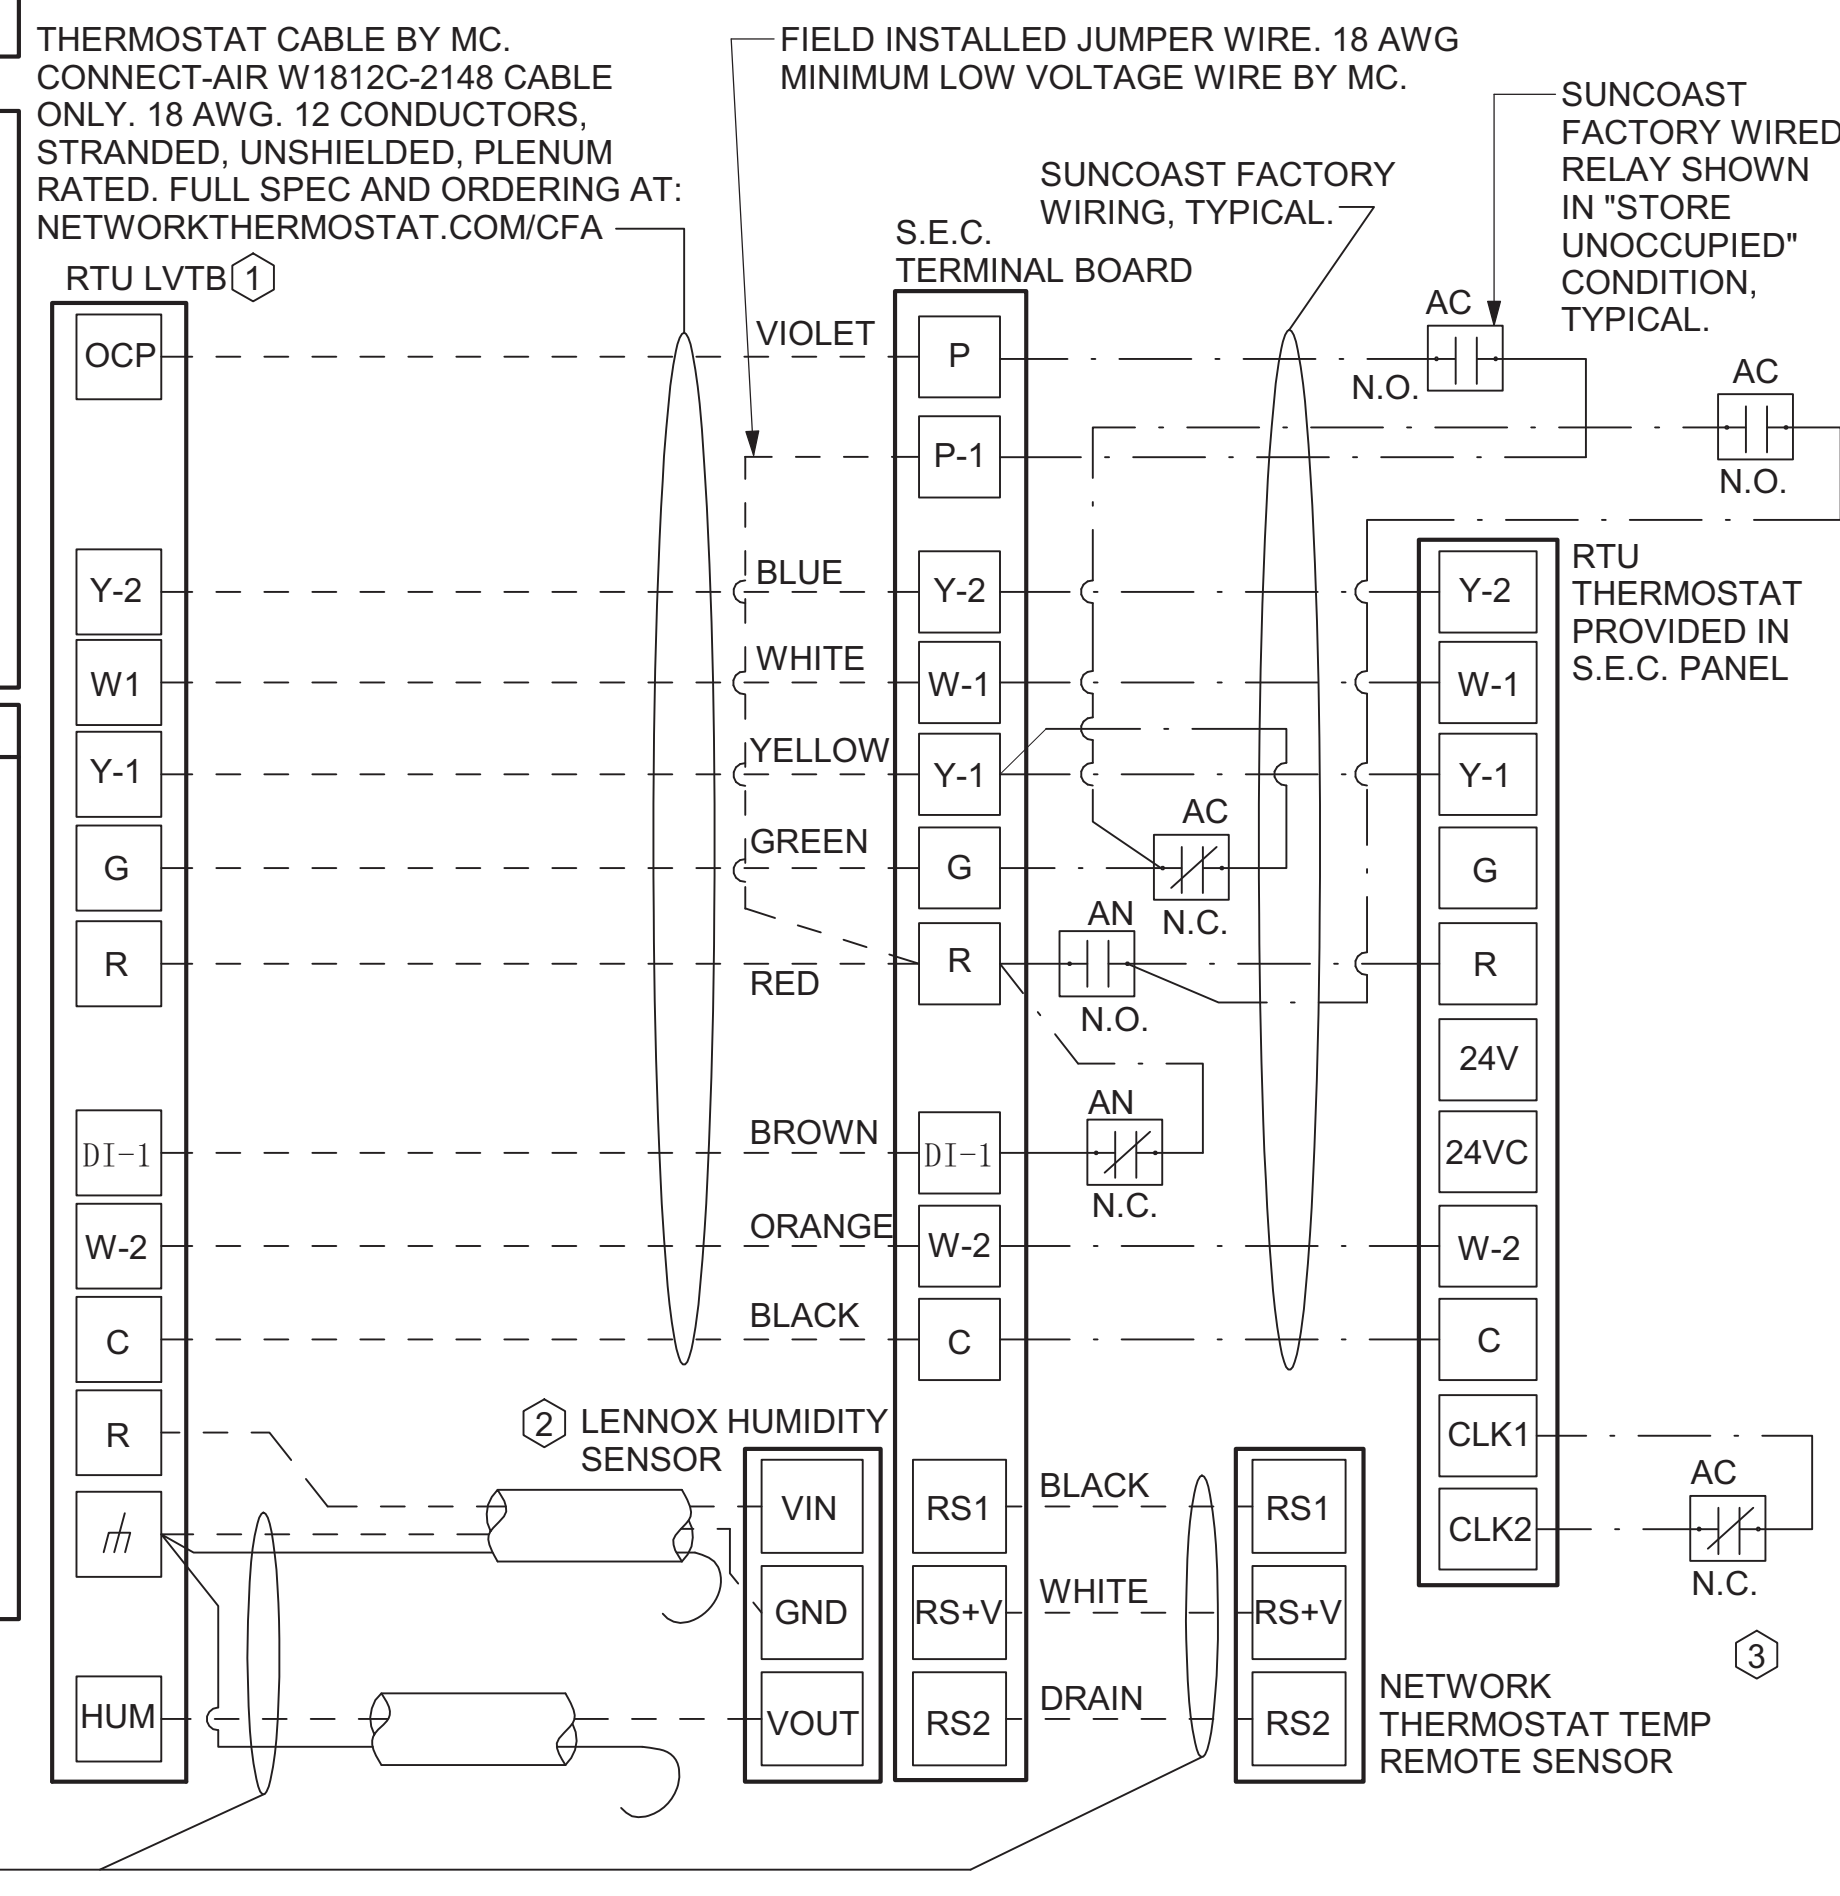 THERMOSTAT CABLE BY MC.
CONNECT-AIR W1812C-2148 CABLE
ONLY. 18 AWG. 12 CONDUCTORS,
STRANDED, UNSHIELDED, PLENUM
RATED. FULL SPEC AND ORDERING AT:
NETWORKTHERMOSTAT.COM/CFA
FIELD INSTALLED JUMPER WIRE. 18 AWG
MINIMUM LOW VOLTAGE WIRE BY MC.
SUNCOAST FACTORY
WIRING, TYPICAL.
SUNCOAST
FACTORY WIRED
RELAY SHOWN
IN "STORE
UNOCCUPIED"
CONDITION,
TYPICAL.
RTU LVTB 1
OCP
Y-2
W1
Y-1
G
R
DI-1
W-2
C
R
HUM
VIOLET
BLUE
WHITE
YELLOW
GREEN
RED
BROWN
ORANGE
BLACK
S.E.C.
TERMINAL BOARD
P
P-1
Y-2
W-1
Y-1
G
R
DI-1
W-2
C
RS1
RS+V
RS2
AC
N.O.
AC
N.O.
AC
N.C.
AN
N.O.
AN
N.C.
RTU
THERMOSTAT
PROVIDED IN
S.E.C. PANEL
Y-2
W-1
Y-1
G
R
24V
24VC
W-2
C
CLK1
CLK2
AC
N.C.
3
2 LENNOX HUMIDITY
SENSOR
VIN
GND
VOUT
BLACK
WHITE
DRAIN
RS1
RS+V
RS2
NETWORK
THERMOSTAT TEMP
REMOTE SENSOR